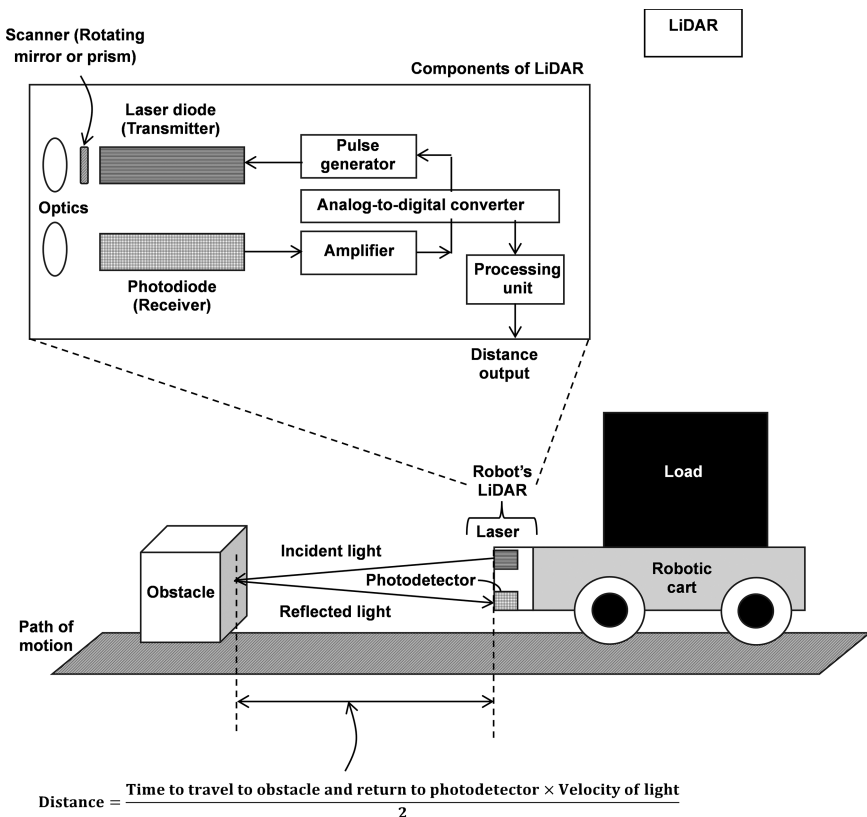 LiDAR
Scanner (Rotating
mirror or prism)
Components of LiDAR
Laser diode
(Transmitter)
Pulse
generator
Optics
Analog-to-digital converter
Amplifier
Processing
unit
Photodiode
(Receiver)
Distance
output
Robot's
LiDAR
Load
Laser
Incident light
Obstacle
Photodetector
Robotic
cart
Reflected light
Path of
motion
Distance = Time to travel to obstacle and return to photodetector × Velocity of light
2